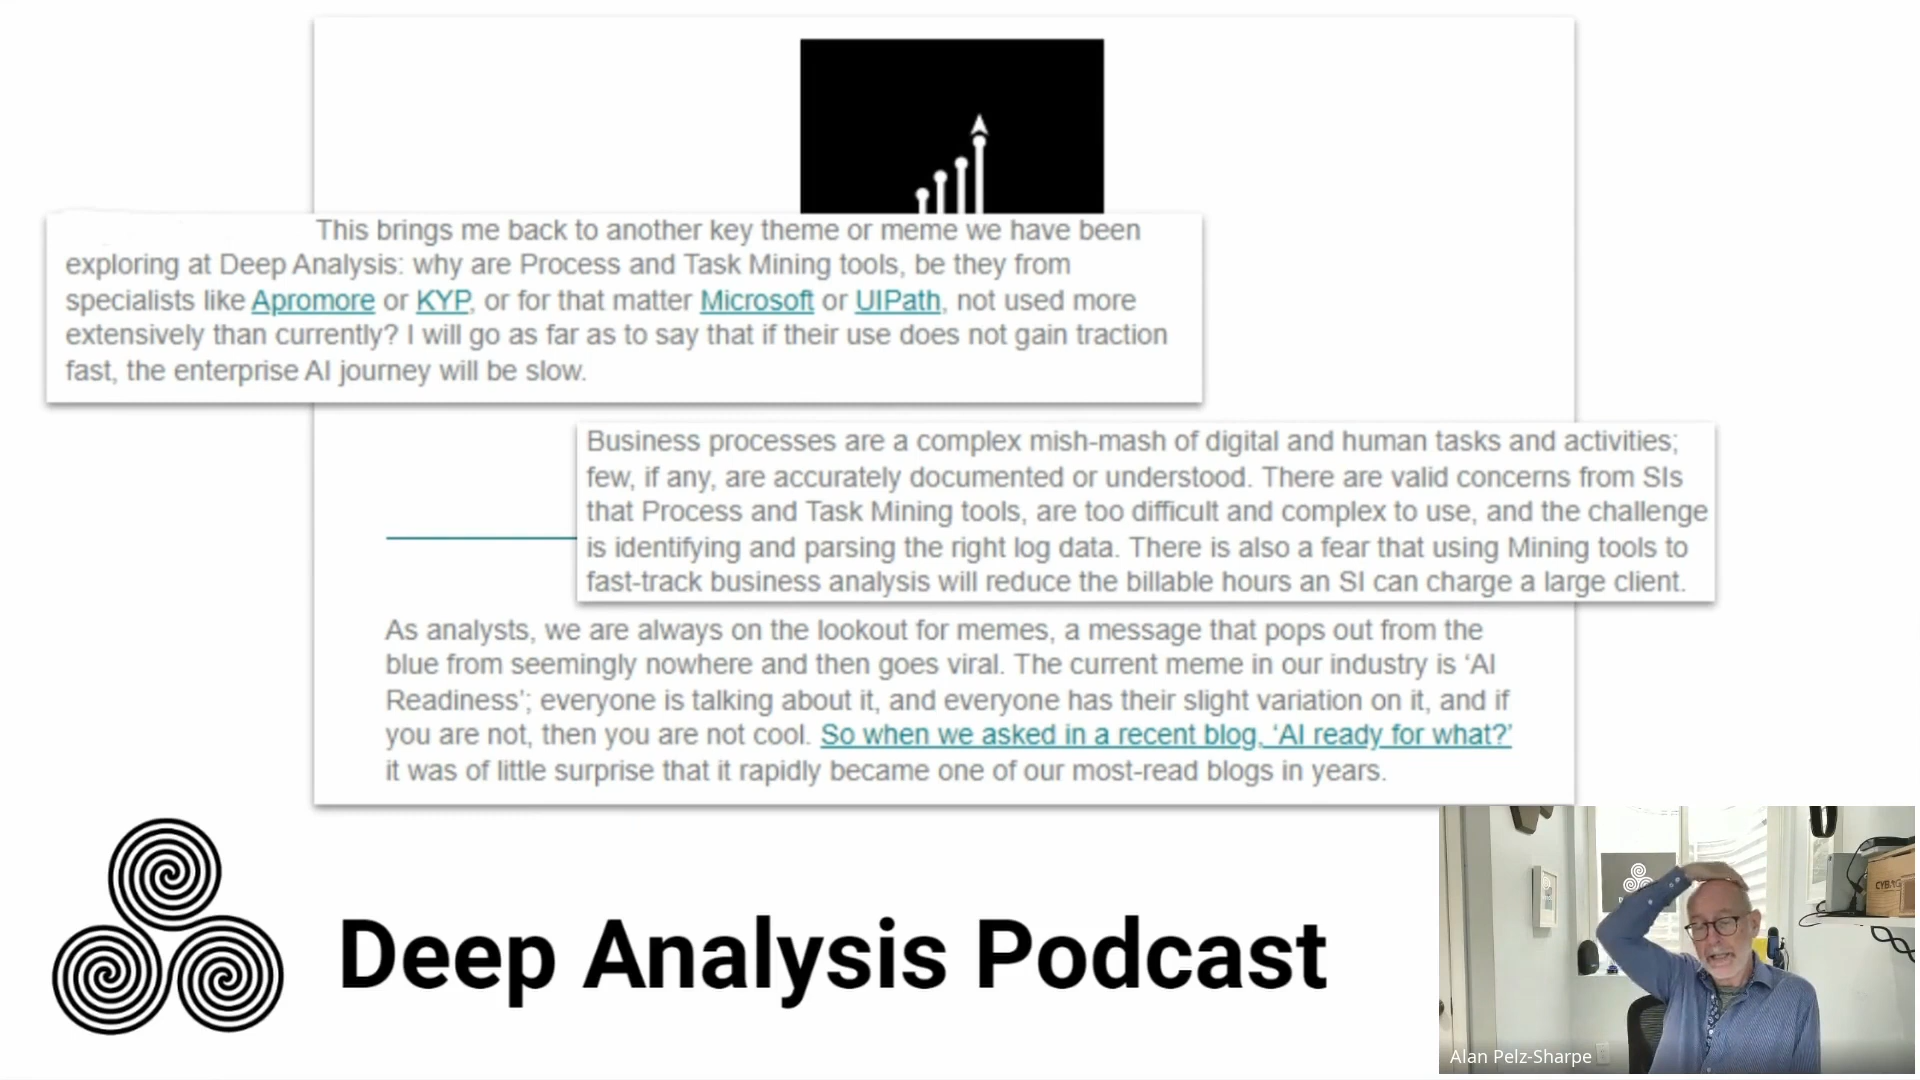 This brings me back to another key theme or meme we have been
exploring at Deep Analysis: why are Process and Task Mining tools, be they from
specialists like Apromore or KYP, or for that matter Microsoft or UIPath, not used more
extensively than currently? I will go as far as to say that if their use does not gain traction
fast, the enterprise AI journey will be slow.
Business processes are a complex mish-mash of digital and human tasks and activities;
few, if any, are accurately documented or understood. There are valid concerns from SIs
that Process and Task Mining tools, are too difficult and complex to use, and the challenge
is identifying and parsing the right log data. There is also a fear that using Mining tools to
fast-track business analysis will reduce the billable hours an SI can charge a large client.
As analysts, we are always on the lookout for memes, a message that pops out from the
blue from seemingly nowhere and then goes viral. The current meme in our industry is ‘AI
Readiness’; everyone is talking about it, and everyone has their slight variation on it, and if
you are not, then you are not cool. So when we asked in a recent blog, ‘AI ready for what?’
it was of little surprise that it rapidly became one of our most-read blogs in years.
Deep Analysis Podcast
Alan Pelz-Sharpe